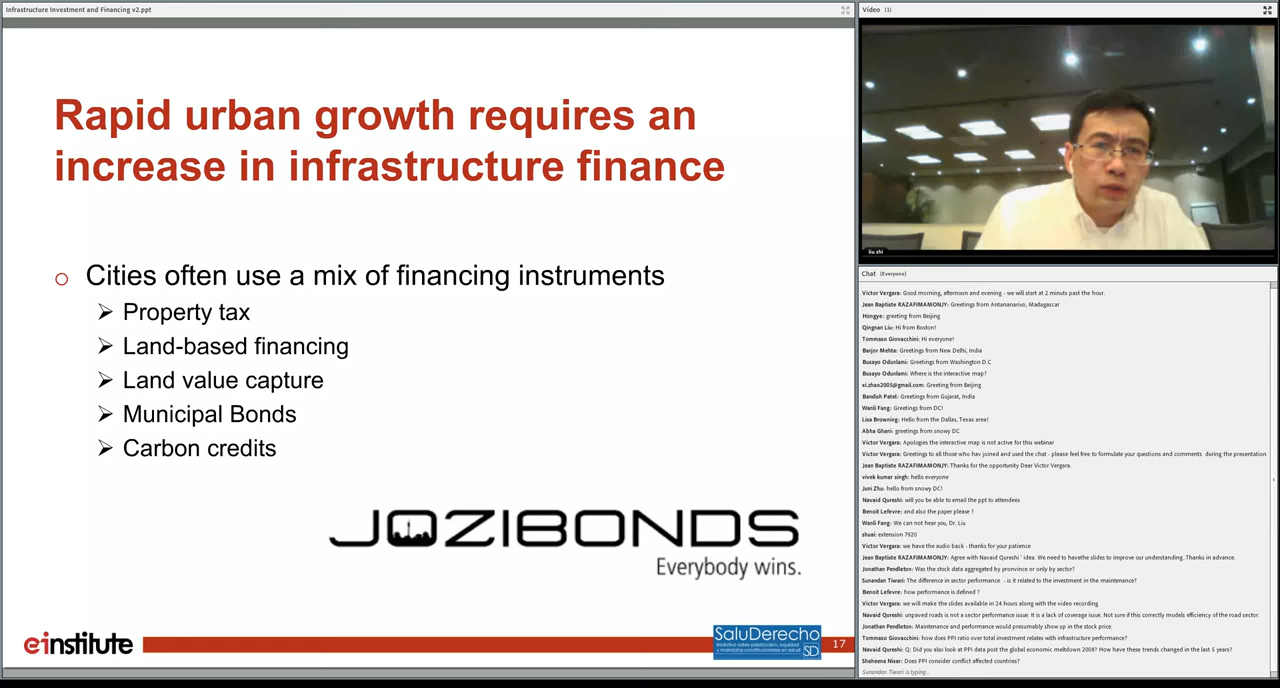 Infrastructure Investment and Financing v2.ppt
Rapid urban growth requires an
increase in infrastructure finance
Cities often use a mix of financing instruments
Property tax
Land-based financing
Land value capture
Municipal Bonds
Carbon credits
JOZIBONDS
Everybody wins.
einstitute
SaluDerecho
Iniciativa sobre priorización, equidad
y mandatos constitucionales en salud
SD
17
Video (1)
liu zhi
Chat (Everyone)
Victor Vergara: Good morning, afternoon and evening - we will start at 2 minuts past the hour.
Jean Baptiste RAZAFIMAMONJY: Greetings from Antananarivo, Madagascar
Hongye: greeting from Beijing
Qingnan Liu: Hi from Boston!
Tommaso Giovacchini: Hi everyone!
Barjor Mehta: Greetings from New Delhi, India
Busayo Odunlami: Greetings from Washington D.C
Busayo Odunlami: Where is the interactive map?
xi.zhao2005@gmail.com: Greeting from Beijing
Bandish Patel: Greetings from Gujarat, India
Wanli Fang: Greetings from DC!
Lisa Browning: Hello from the Dallas, Texas area!
Abha Ghani: greetings from snowy DC
Victor Vergara: Apologies the interactive map is not active for this webinar
Victor Vergara: Greetings to all those who hav joined and used the chat - please feel free to formulate your questions and comments during the presentation
Jean Baptiste RAZAFIMAMONJY: Thanks for the opportunity Dear Victor Vergara.
vivek kumar singh: hello everyone
Juni Zhu: hello from snowy DC!
Navaid Qureshi: will you be able to email the ppt to attendees
Benoit Lefevre: and also the paper please ?
Wanli Fang: We can not hear you, Dr. Liu
shuai: extension 7920
Victor Vergara: we have the audio back - thanks for your patience
Jean Baptiste RAZAFIMAMONJY: Agree with Navaid Qureshi ' idea. We need to havethe slides to improve our understanding..Thanks in advance.
Jonathan Pendleton: Was the stock data aggregated by pronvince or only by sector?
Sunandan Tiwari: The difference in sector performance - is it related to the investment in the maintenance?
Benoit Lefevre: how performance is defined ?
Victor Vergara: we will make the slides available in 24 hours along with the video recording
Navaid Qureshi: unpaved roads is not a sector performance issue. It is a lack of coverage issue. Not sure if this correctly models efficiency of the road sector.
Jonathan Pendleton: Maintenance and performance would presumably show up in the stock price.
Tommaso Giovacchini: how does PPI ratio over total investment relates with infrastructure performance?
Navaid Qureshi: Q: Did you also look at PPI data post the global economic meltdown 2008? How have these trends changed in the last 5 years?
Shaheena Nisar: Does PPI consider conflict affected countries?
Sunandan Tiwari is typing...